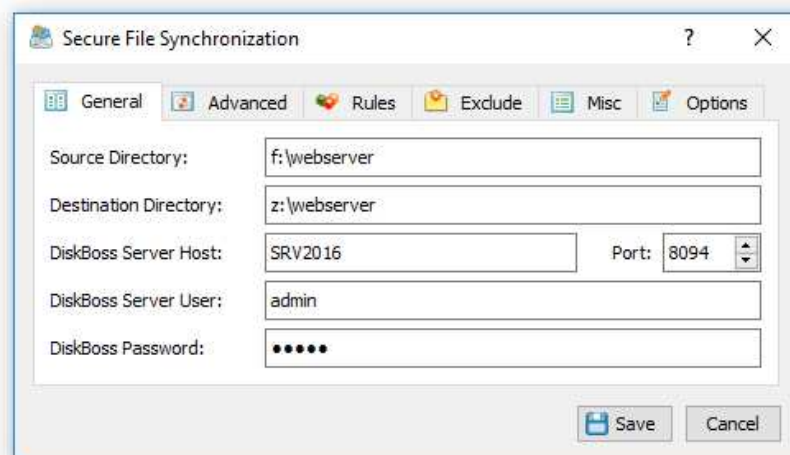 Secure File Synchronization ?
General Advanced Rules Exclude Misc Options
Source Directory: f:\webserver
Destination Directory: z:\webserver
DiskBoss Server Host: SRV2016 Port: 8094
DiskBoss Server User: admin
DiskBoss Password: •••••
Save Cancel